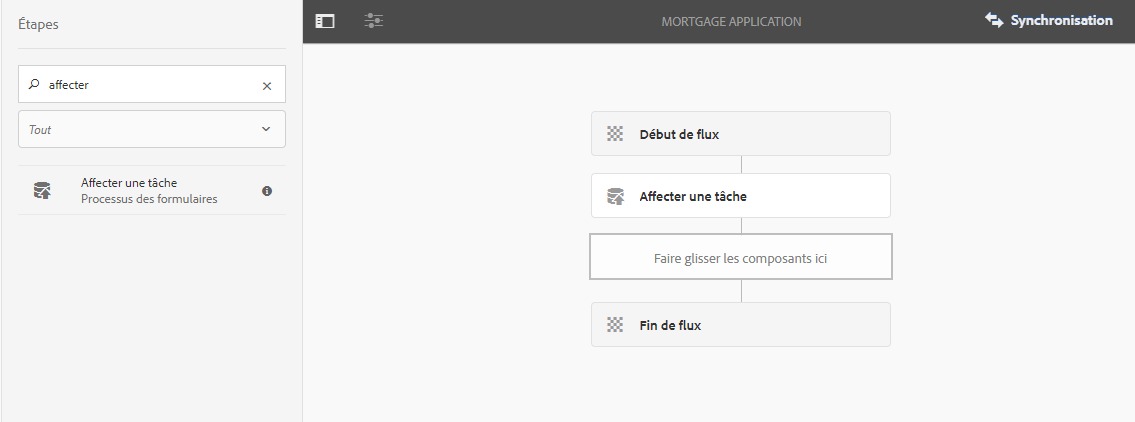 Étapes
affecter
Tout
Affecter une tâche
Processus des formulaires
MORTGAGE APPLICATION
Synchronisation
Début de flux
Affecter une tâche
Faire glisser les composants ici
Fin de flux